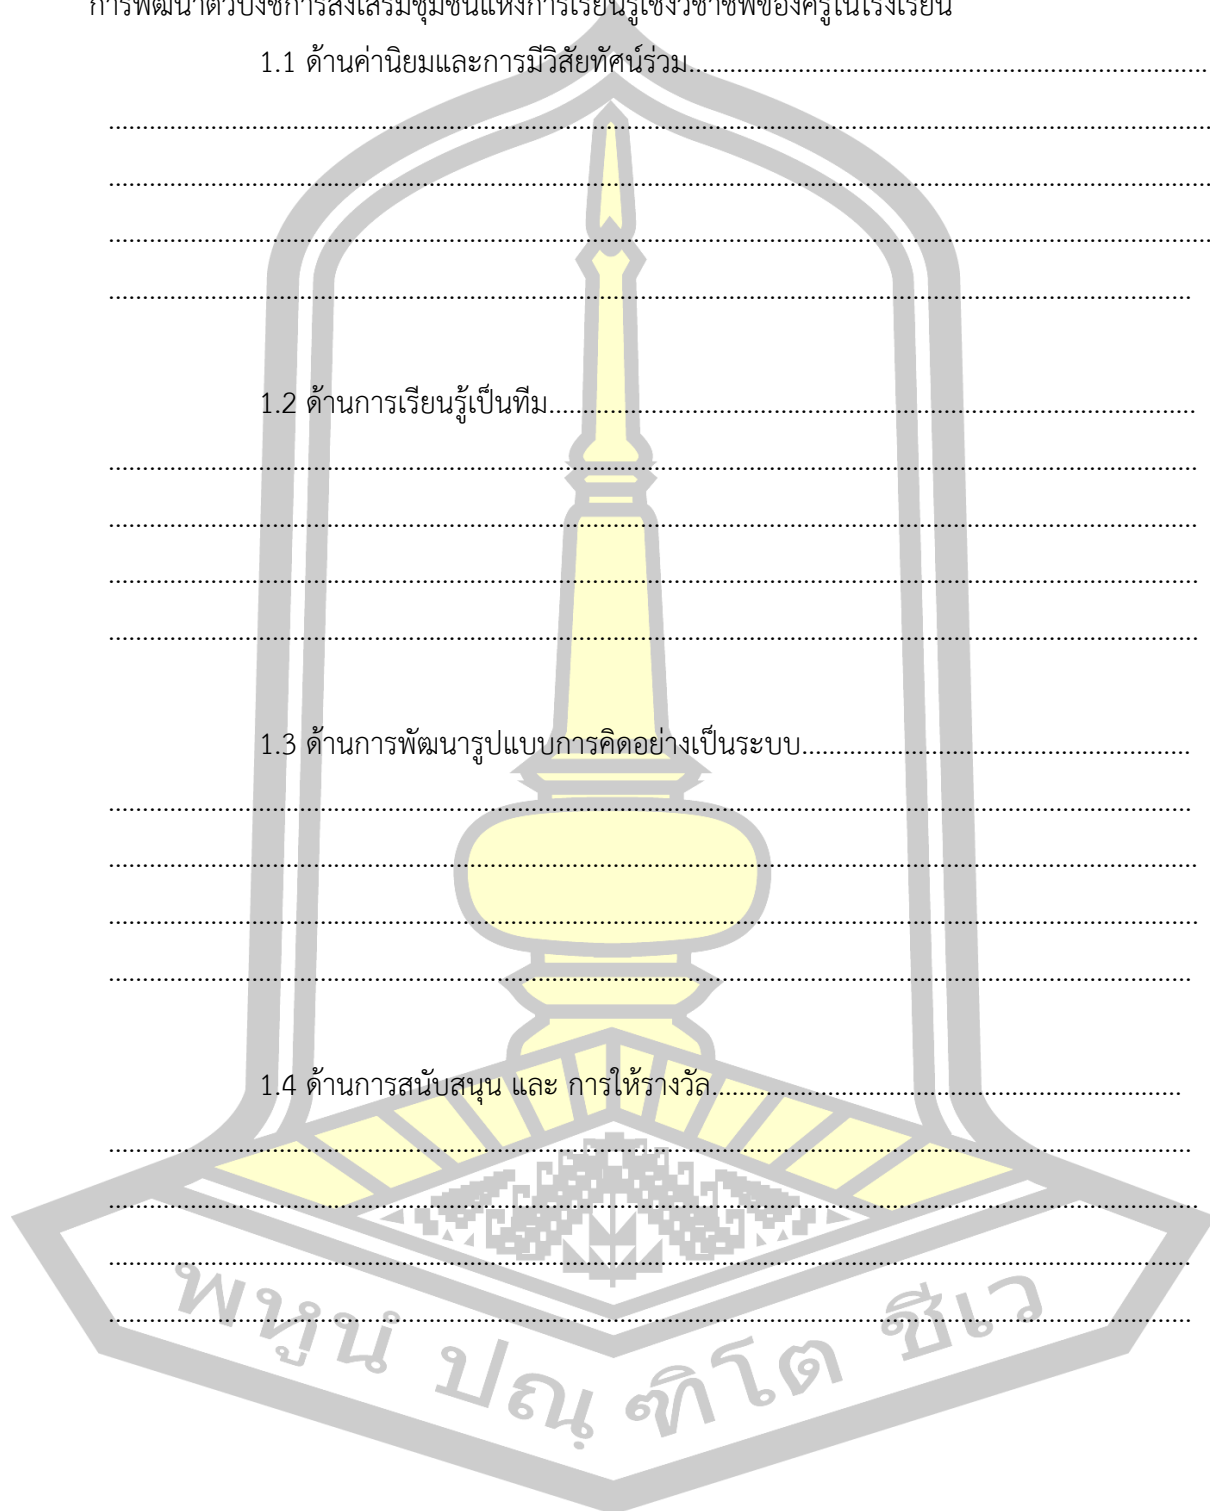 การพัฒนาตัวบ่งชี้การส่งเสริมชุมชนแห่งการเรียนรู้เชิงวิชาชีพของครูในโรงเรียน
1.1 ด้านค่านิยมและการมีวิสัยทัศน์ร่วม................................................................
................................................................................................................................
................................................................................................................................
................................................................................................................................
................................................................................................................................
1.2 ด้านการเรียนรู้เป็นทีม................................................................................
................................................................................................................................
................................................................................................................................
................................................................................................................................
................................................................................................................................
1.3 ด้านการพัฒนารูปแบบการคิดอย่างเป็นระบบ................................................
................................................................................................................................
................................................................................................................................
................................................................................................................................
................................................................................................................................
1.4 ด้านการสนับสนุน และ การให้รางวัล..........................................................
................................................................................................................................
................................................................................................................................
................................................................................................................................
................................................................................................................................
พหูนํ ปณฺฑิโต ชีเว